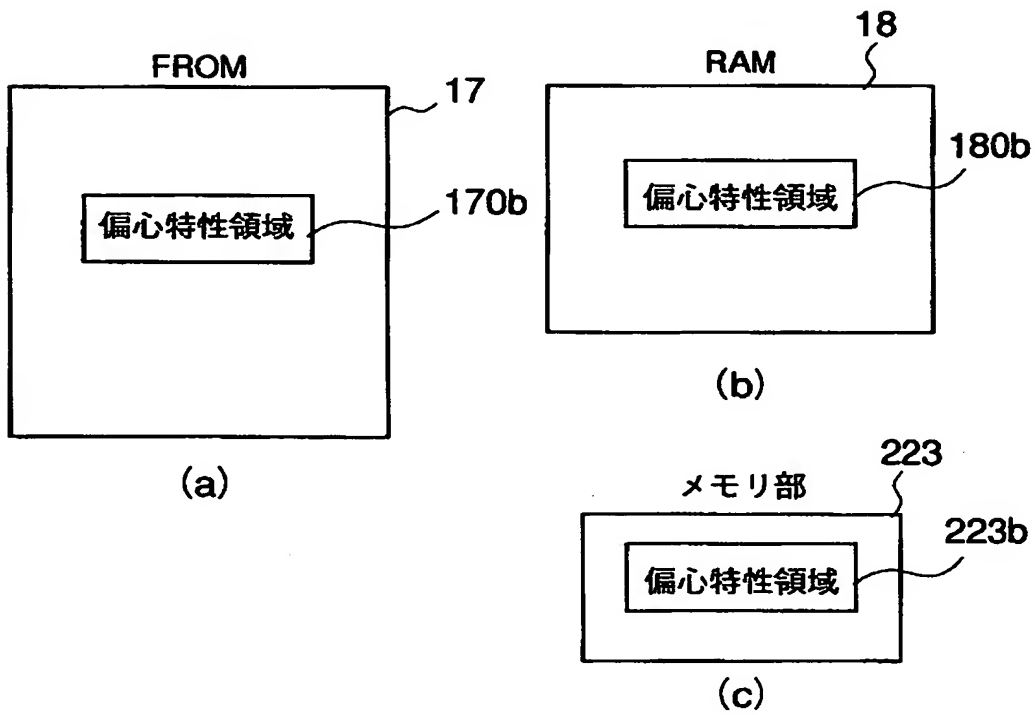 FROM
17
偏心特性領域
170b
(a)
RAM
18
偏心特性領域
180b
(b)
メモリ部
223
偏心特性領域
223b
(c)